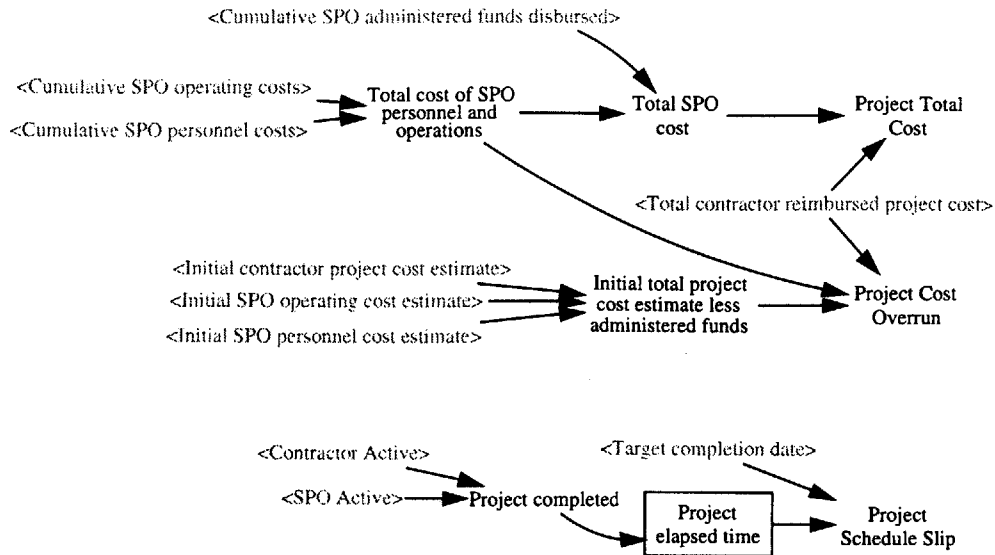 <Cumulative SPO administered funds disbursed>
<Cumulative SPO operating costs>
<Cumulative SPO personnel costs>
Total cost of SPO
personnel and
operations
Total SPO
cost
Project Total
Cost
<Total contractor reimbursed project cost>
<Initial contractor project cost estimate>
<Initial SPO operating cost estimate>
<Initial SPO personnel cost estimate>
Initial total project
cost estimate less
administered funds
Project Cost
Overrun
<Contractor Active>
<SPO Active>
Project completed
<Target completion date>
Project
elapsed time
Project
Schedule Slip